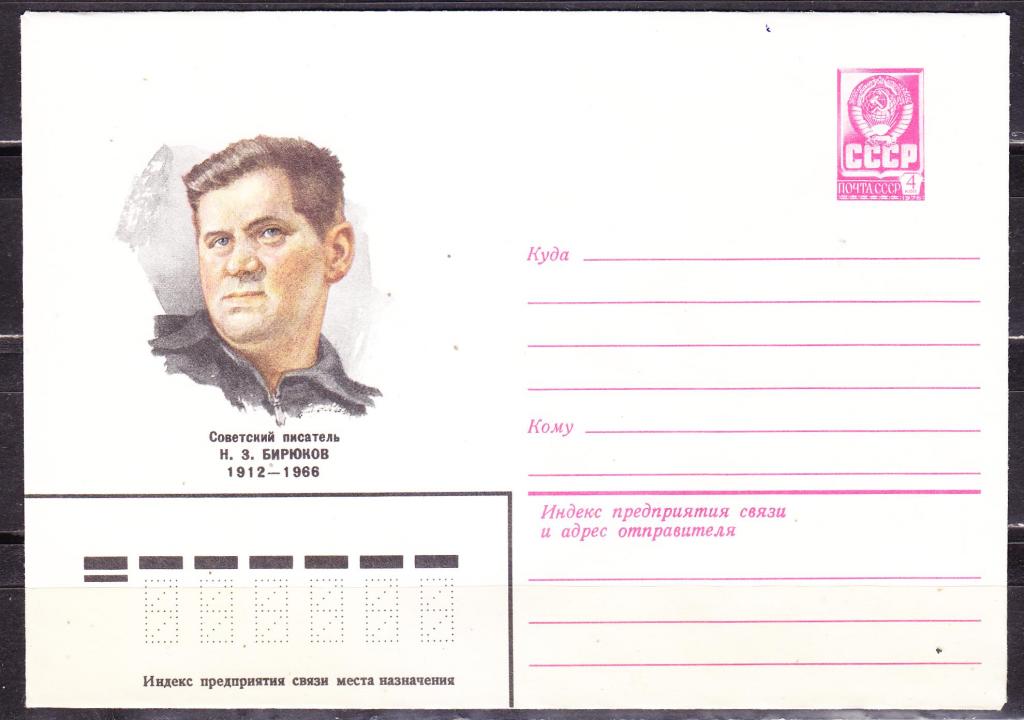 СССР
ПОЧТА СССР 4
Куда
Кому
Советский писатель
Н. З. БИРЮКОВ
1912—1966
Индекс предприятия связи
и адрес отправителя
Индекс предприятия связи места назначения